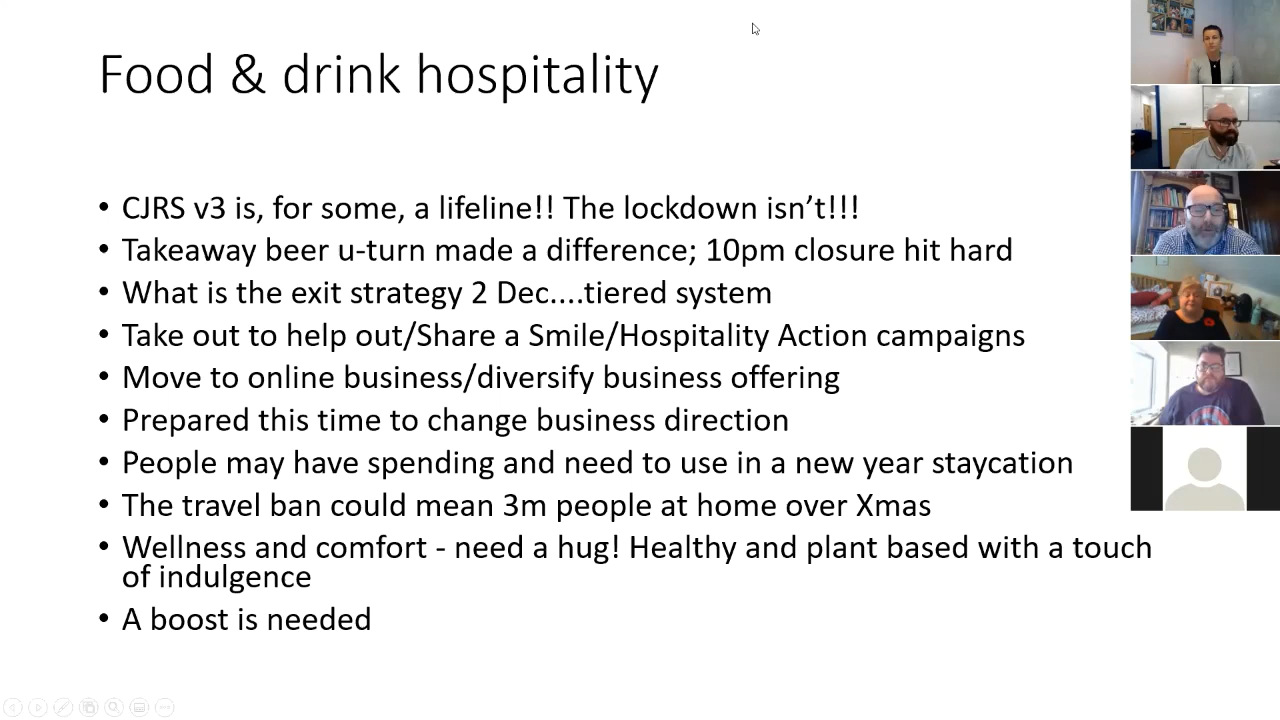 Food & drink hospitality
• CJRS v3 is, for some, a lifeline!! The lockdown isn’t!!!
• Takeaway beer u-turn made a difference; 10pm closure hit hard
• What is the exit strategy 2 Dec....tiered system
• Take out to help out/Share a Smile/Hospitality Action campaigns
• Move to online business/diversify business offering
• Prepared this time to change business direction
• People may have spending and need to use in a new year staycation
• The travel ban could mean 3m people at home over Xmas
• Wellness and comfort - need a hug! Healthy and plant based with a touch
of indulgence
• A boost is needed